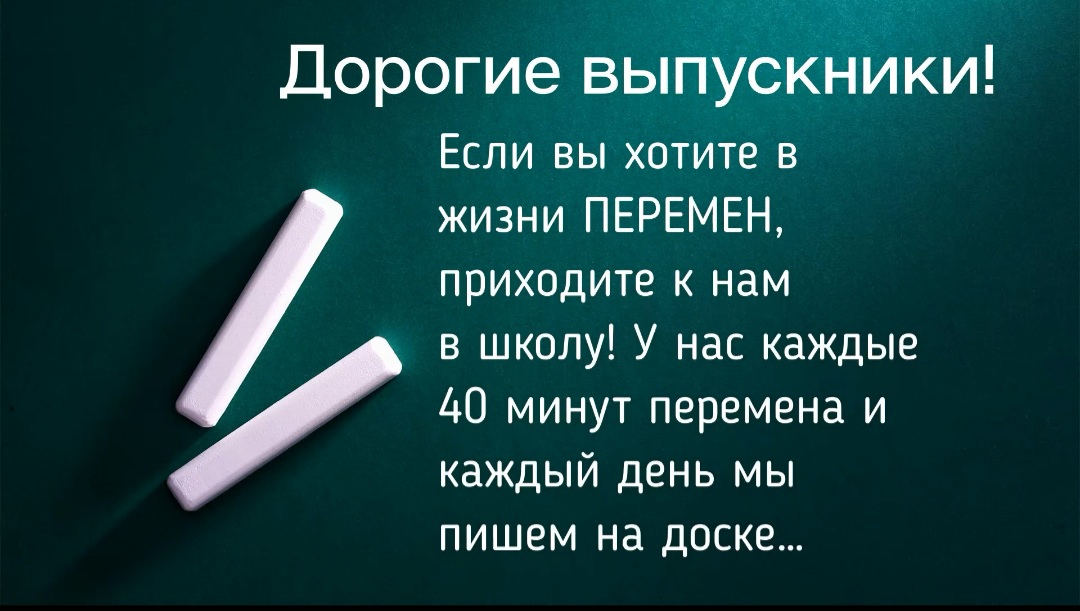 Дорогие выпускники!
Если вы хотите в
жизни ПЕРЕМЕН,
приходите к нам
в школу! У нас каждые
40 минут перемена и
каждый день мы
пишем на доске...